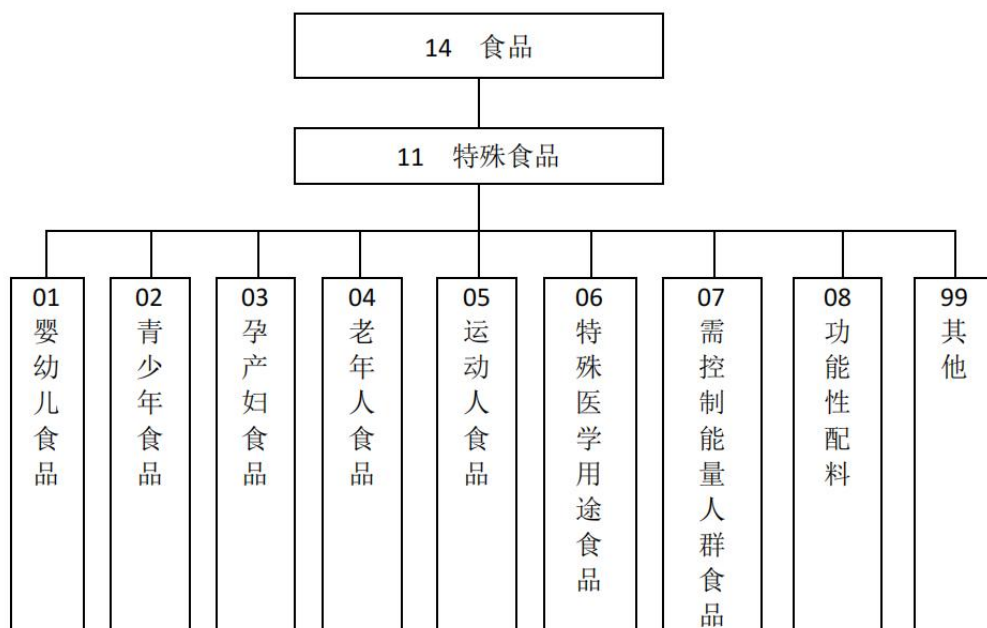 14 食品
11 特殊食品
01
婴幼儿食品
02
青少年食品
03
孕产妇食品
04
老年人食品
05
运动人食品
06
特殊医学用途食品
07
需控制能量人群食品
08
功能性配料
99
其他